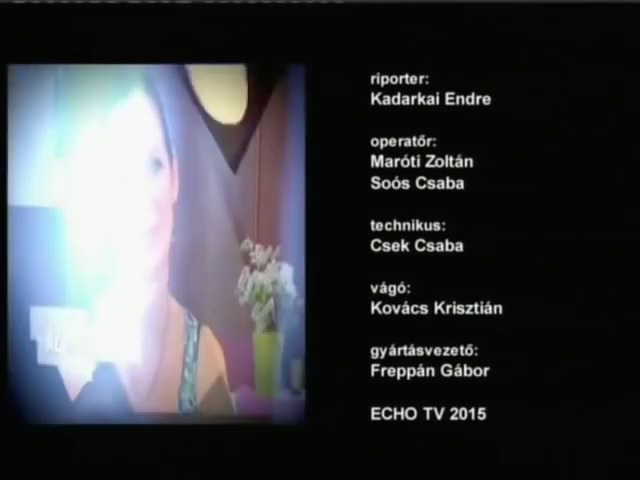 riporter:
Kadarkai Endre
operatőr:
Maróti Zoltán
Soós Csaba
technikus:
Csek Csaba
vágó:
Kovács Krisztián
gyártásvezető:
Freppán Gábor
ECHO TV 2015